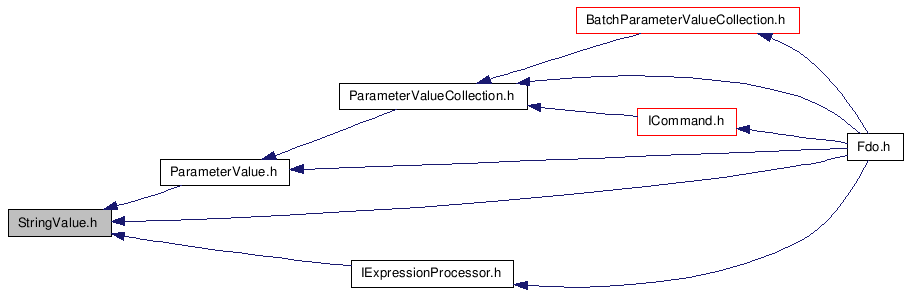 BatchParameterValueCollection.h
ParameterValueCollection.h
ICommand.h
Fdo.h
ParameterValue.h
StringValue.h
IExpressionProcessor.h